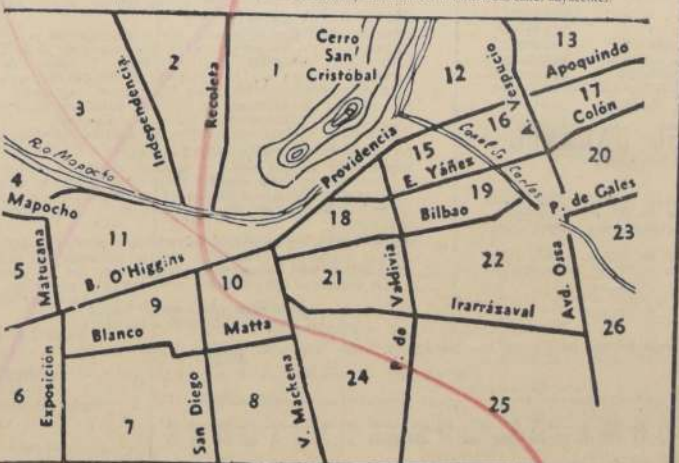 Cerro
San
Cristóbal
13
Apoquindo
2
Independencia.
Recoleta
1
12
A. Vespucio
17
Colón
3
Río Mapocho
Providencia
15
16
Canal S. Carlos
20
E. Yáñez
19
4
Mapocho
18
Bilbao
P. de Gales
23
11
B. O'Higgins
5
Matucana
10
21
P. de Valdivia
22
Avd. Ossa
9
Irarrázaval
Blanco
Matta
26
6
Exposición
7
San Diego
8
V. Mackena
24
25